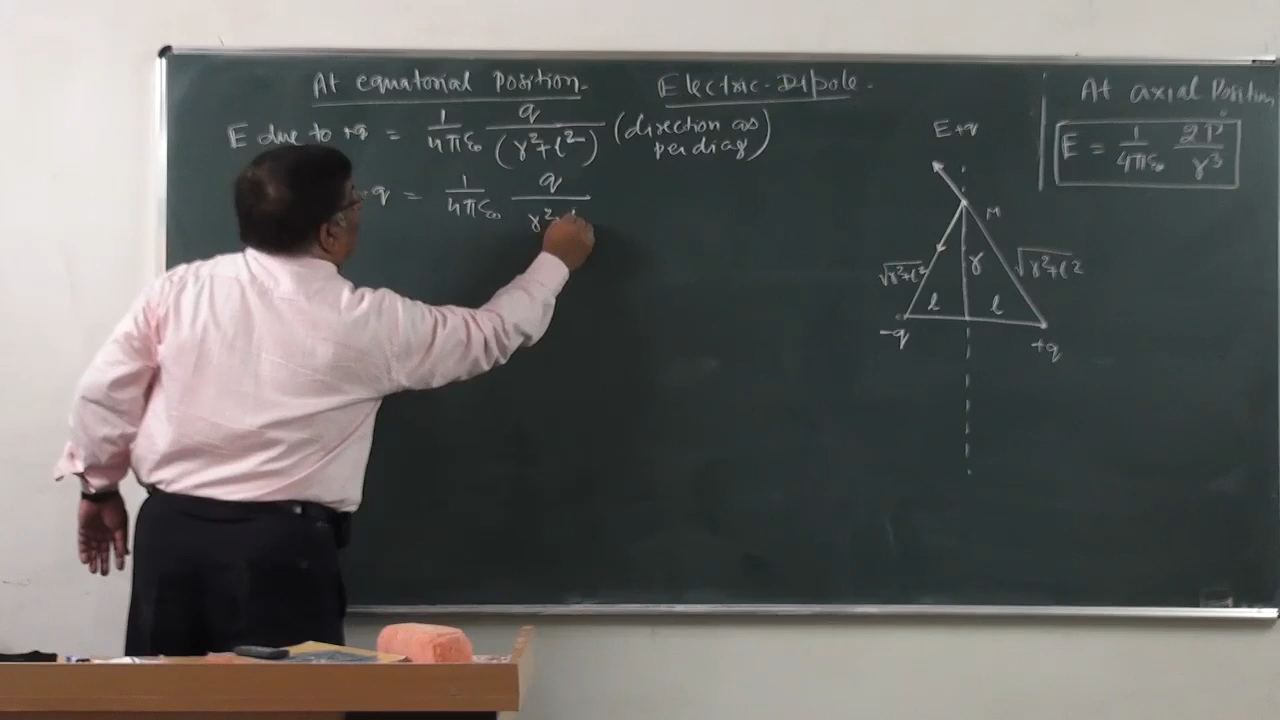 At equatorial Position.
Electric-Dipole.
E due to +q = 1/4πε₀ q/(r²+l²) (direction as per diag)
q = 1/4πε₀ q/r²+
E+q
M
√r²+l²
r
√r²+l²
l
l
-q
+q
At axial Position
E = 1/4πε₀ 2P/r³